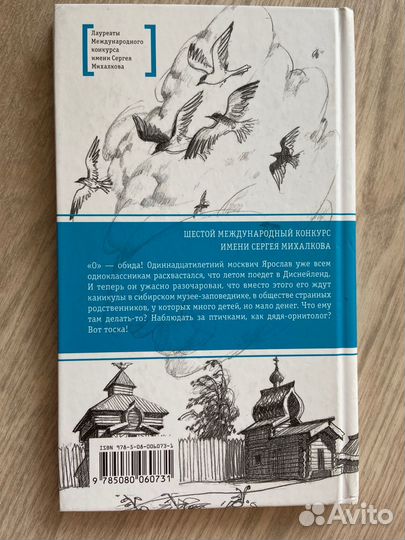 Лауреаты
Международного
конкурса
имени Сергея
Михалкова
ШЕСТОЙ МЕЖДУНАРОДНЫЙ КОНКУРС
ИМЕНИ СЕРГЕЯ МИХАЛКОВА
«О» — обида! Одиннадцатилетний москвич Ярослав уже всем
одноклассникам расхвастался, что летом поедет в Диснейленд.
И теперь он ужасно разочарован, что вместо этого его ждут
каникулы в сибирском музее-заповеднике, в обществе странных
родственников, у которых много детей, но мало денег. Что ему
там делать-то? Наблюдать за птичками, как дядя-орнитолог?
Вот тоска!
ISBN 978-5-08-006073-1
9 785080 060731
Avito